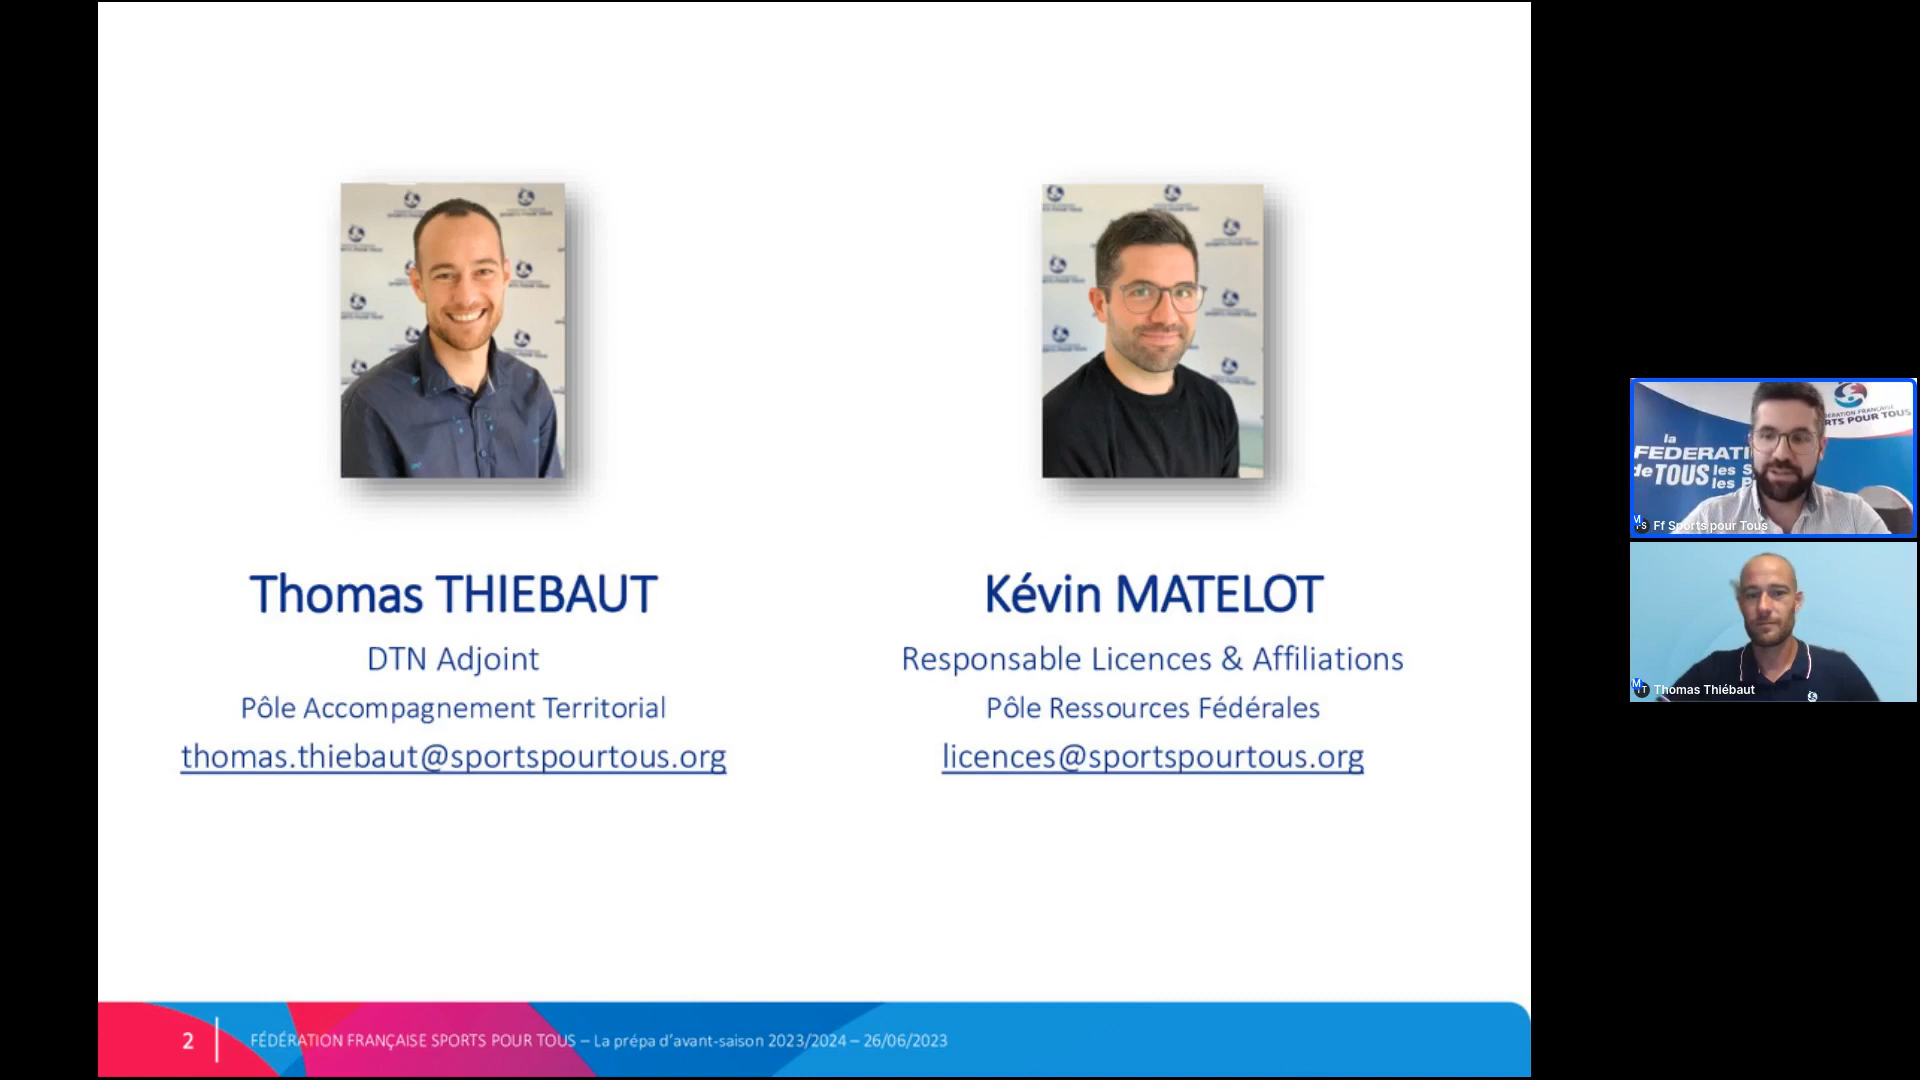 Thomas THIEBAUT
DTN Adjoint
Pôle Accompagnement Territorial
thomas.thiebaut@sportspourtous.org
Kévin MATELOT
Responsable Licences & Affiliations
Pôle Ressources Fédérales
licences@sportspourtous.org
2
FÉDÉRATION FRANÇAISE SPORTS POUR TOUS – La prépa d'avant-saison 2023/2024 – 26/06/2023
la
de TOUS les
les
Ff Sports pour Tous
Thomas Thiébaut